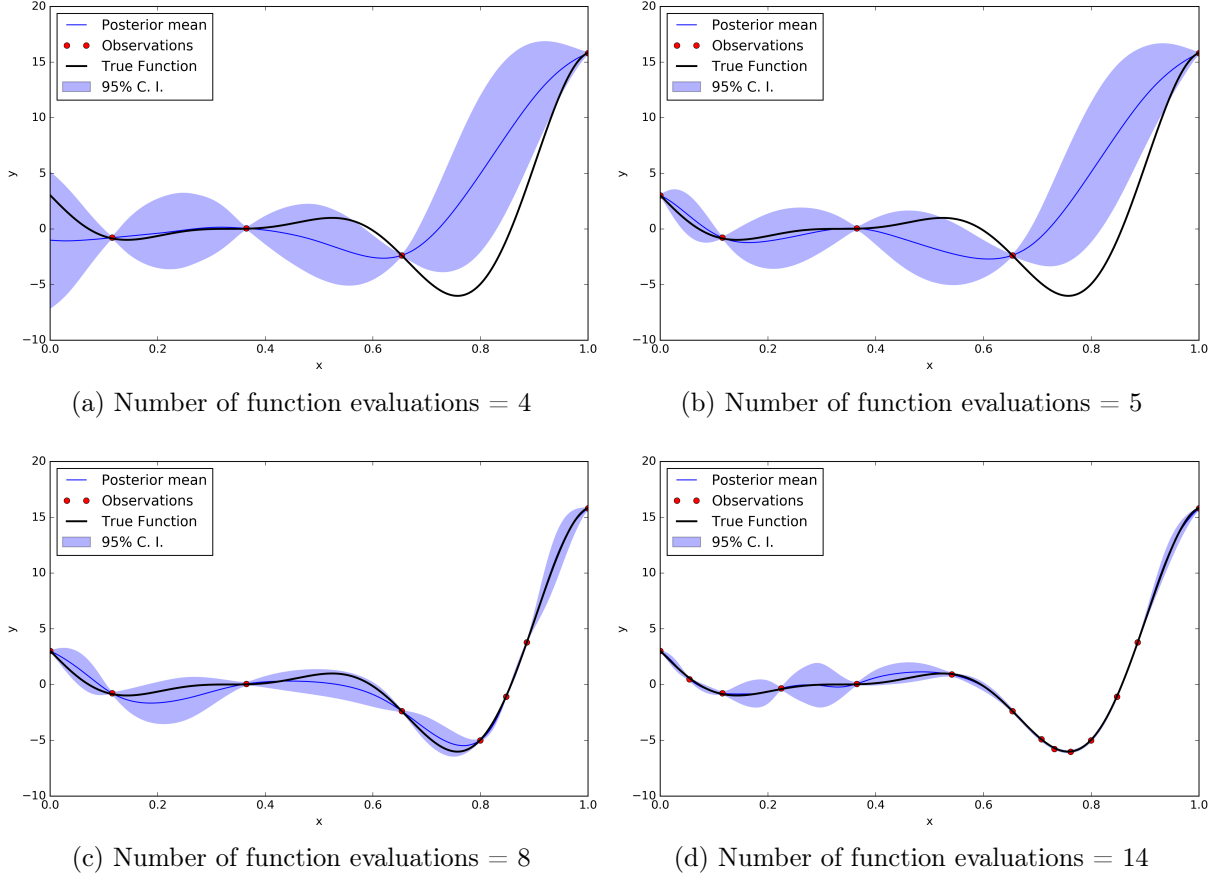 20
15
10
5
0
−5
−10
y
0.0 0.2 0.4 0.6 0.8 1.0
x
Posterior mean
Observations
True Function
95% C. I.
(a) Number of function evaluations = 4
20
15
10
5
0
−5
−10
y
0.0 0.2 0.4 0.6 0.8 1.0
x
Posterior mean
Observations
True Function
95% C. I.
(b) Number of function evaluations = 5
20
15
10
5
0
−5
−10
y
0.0 0.2 0.4 0.6 0.8 1.0
x
Posterior mean
Observations
True Function
95% C. I.
(c) Number of function evaluations = 8
20
15
10
5
0
−5
−10
y
0.0 0.2 0.4 0.6 0.8 1.0
x
Posterior mean
Observations
True Function
95% C. I.
(d) Number of function evaluations = 14